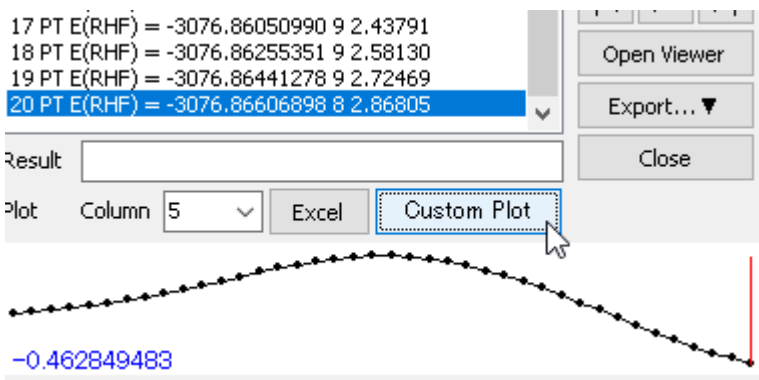 17 PT E(RHF) = -3076.86050990 9 2.43791
18 PT E(RHF) = -3076.86255351 9 2.58130
Open Viewer
19 PT E(RHF) = -3076.86441278 9 2.72469
20 PT E(RHF) = -3076.86606898 8 2.86805
Export...▼
Result
Close
Plot Column 5 Excel Custom Plot
-0.462849483